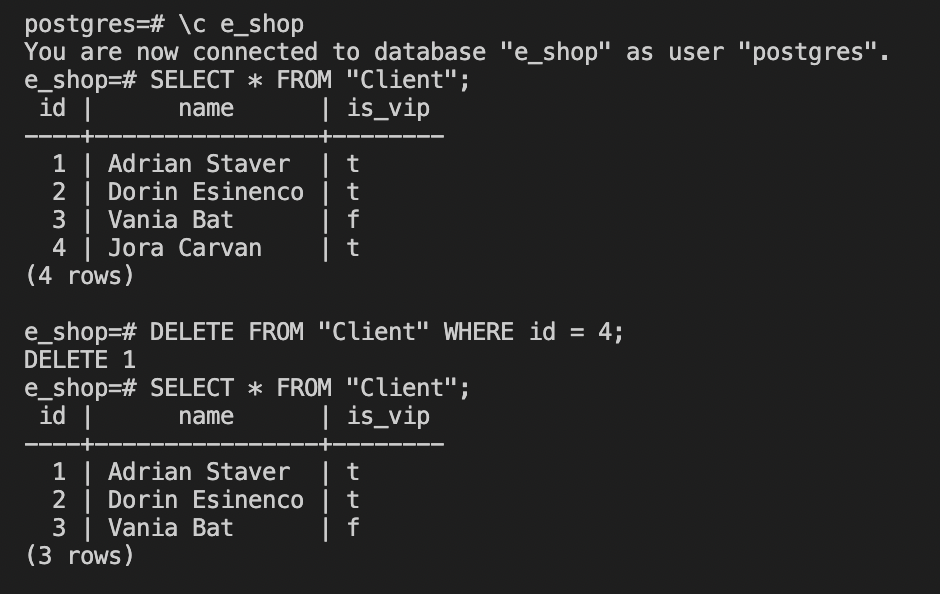 postgres=# \c e_shop
You are now connected to database "e_shop" as user "postgres".
e_shop=# SELECT * FROM "Client";
 id |      name      | is_vip
----+----------------+--------
  1 | Adrian Staver  | t
  2 | Dorin Esinenco | t
  3 | Vania Bat      | f
  4 | Jora Carvan    | t
(4 rows)

e_shop=# DELETE FROM "Client" WHERE id = 4;
DELETE 1
e_shop=# SELECT * FROM "Client";
 id |      name      | is_vip
----+----------------+--------
  1 | Adrian Staver  | t
  2 | Dorin Esinenco | t
  3 | Vania Bat      | f
(3 rows)